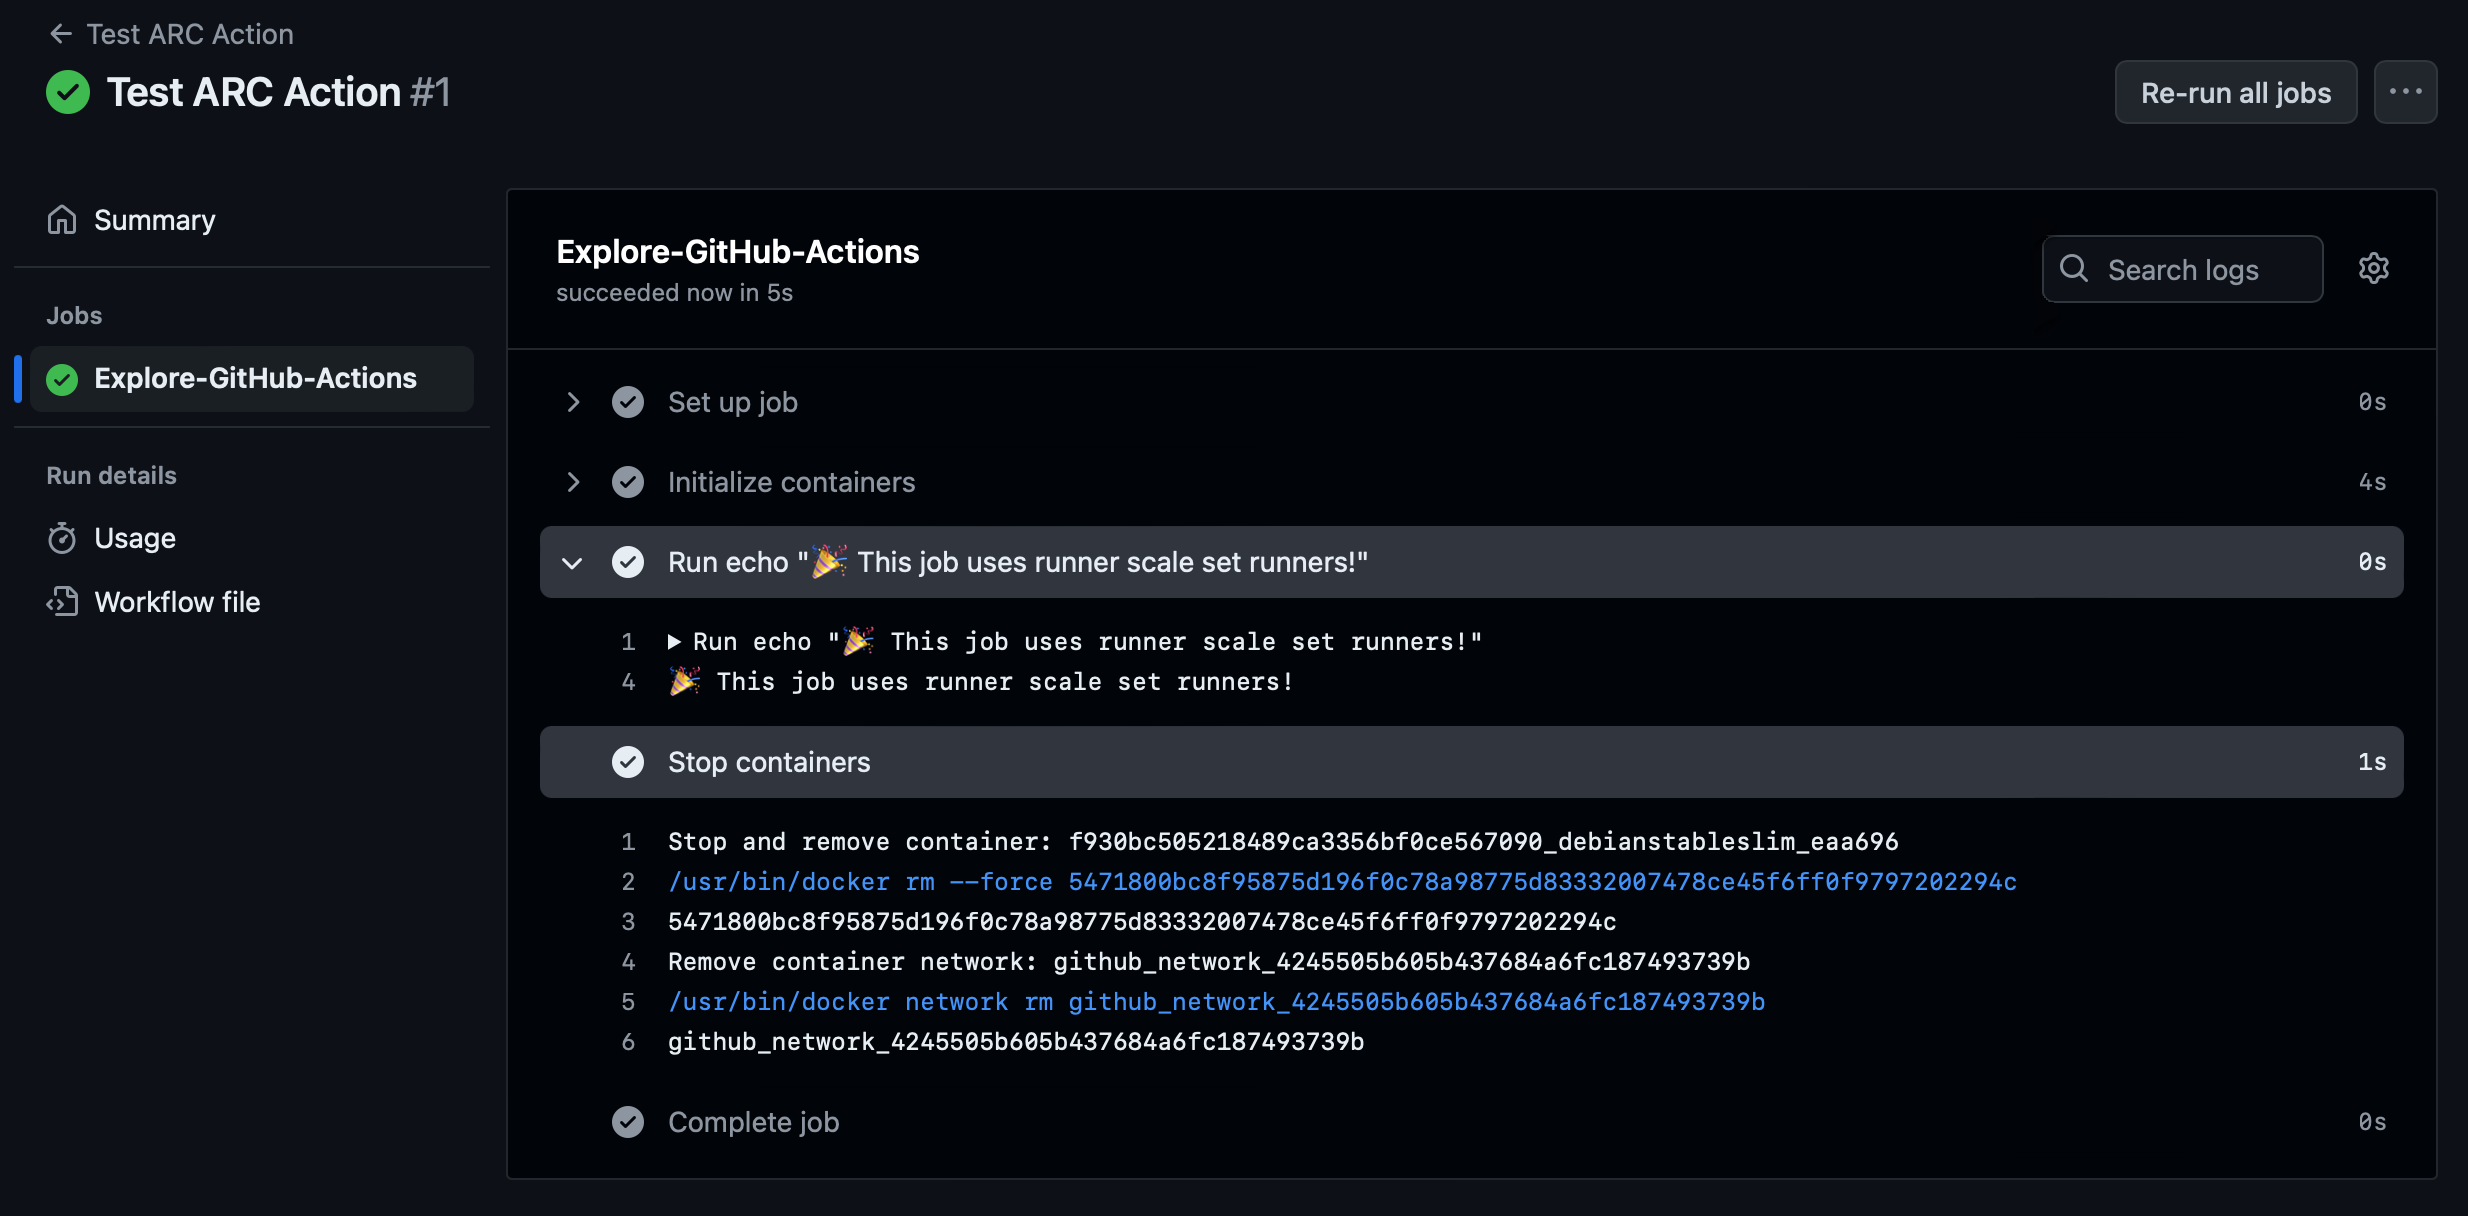 Test ARC Action
Test ARC Action #1
Re-run all jobs
Summary
Jobs
Explore-GitHub-Actions
Run details
Usage
Workflow file
Explore-GitHub-Actions
succeeded now in 5s
Search logs
Set up job 0s
Initialize containers 4s
Run echo "🎉 This job uses runner scale set runners!" 0s
1 ▶ Run echo "🎉 This job uses runner scale set runners!"
4 🎉 This job uses runner scale set runners!
Stop containers 1s
1 Stop and remove container: f930bc505218489ca3356bf0ce567090_debianstableslim_eaa696
2 /usr/bin/docker rm --force 5471800bc8f95875d196f0c78a98775d83332007478ce45f6ff0f9797202294c
3 5471800bc8f95875d196f0c78a98775d83332007478ce45f6ff0f9797202294c
4 Remove container network: github_network_4245505b605b437684a6fc187493739b
5 /usr/bin/docker network rm github_network_4245505b605b437684a6fc187493739b
6 github_network_4245505b605b437684a6fc187493739b
Complete job 0s